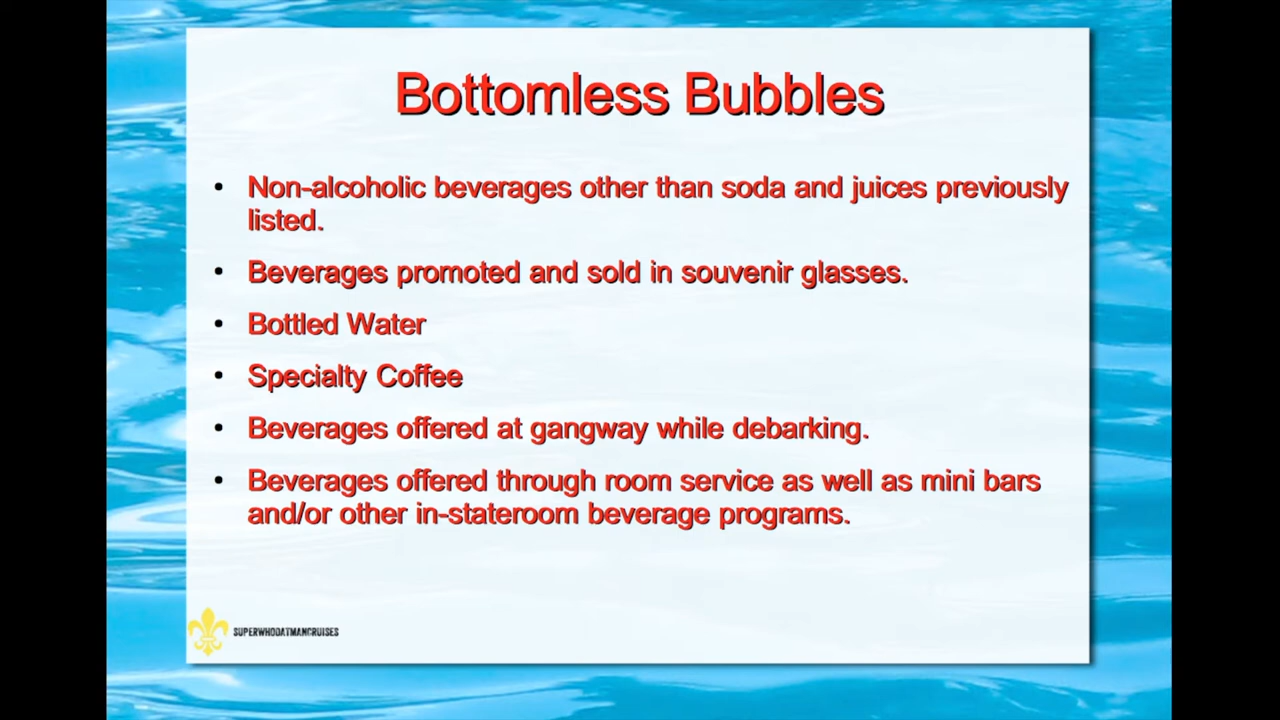 Bottomless Bubbles
• Non-alcoholic beverages other than soda and juices previously
listed.
• Beverages promoted and sold in souvenir glasses.
• Bottled Water
• Specialty Coffee
• Beverages offered at gangway while debarking.
• Beverages offered through room service as well as mini bars
and/or other in-stateroom beverage programs.
SUPERWHODATMANCRUISES